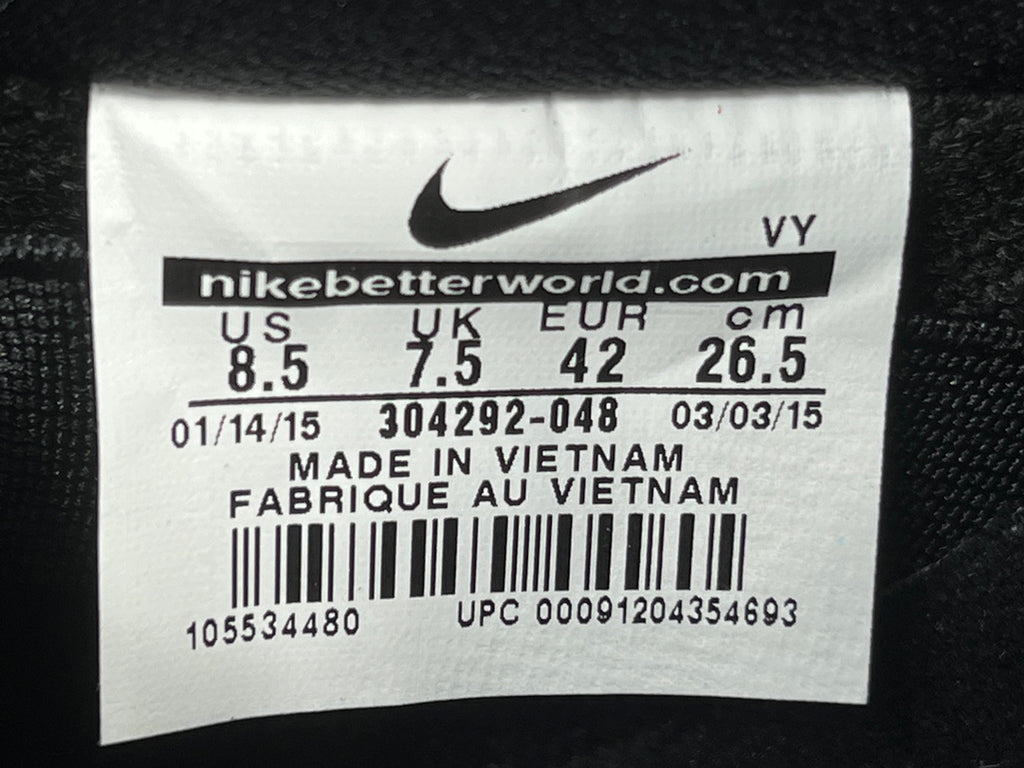 VY
nikebetterworld.com
US UK EUR cm
8.5 7.5 42 26.5
01/14/15 304292-048 03/03/15
MADE IN VIETNAM
FABRIQUE AU VIETNAM
105534480 UPC 00091204354693